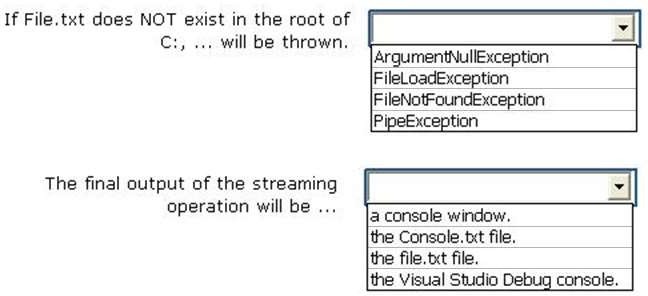 If File.txt does NOT exist in the root of
C:, ... will be thrown.
ArgumentNullException
FileLoadException
FileNotFoundException
PipeException
The final output of the streaming
operation will be ...
a console window.
the Console.txt file.
the file.txt file.
the Visual Studio Debug console.